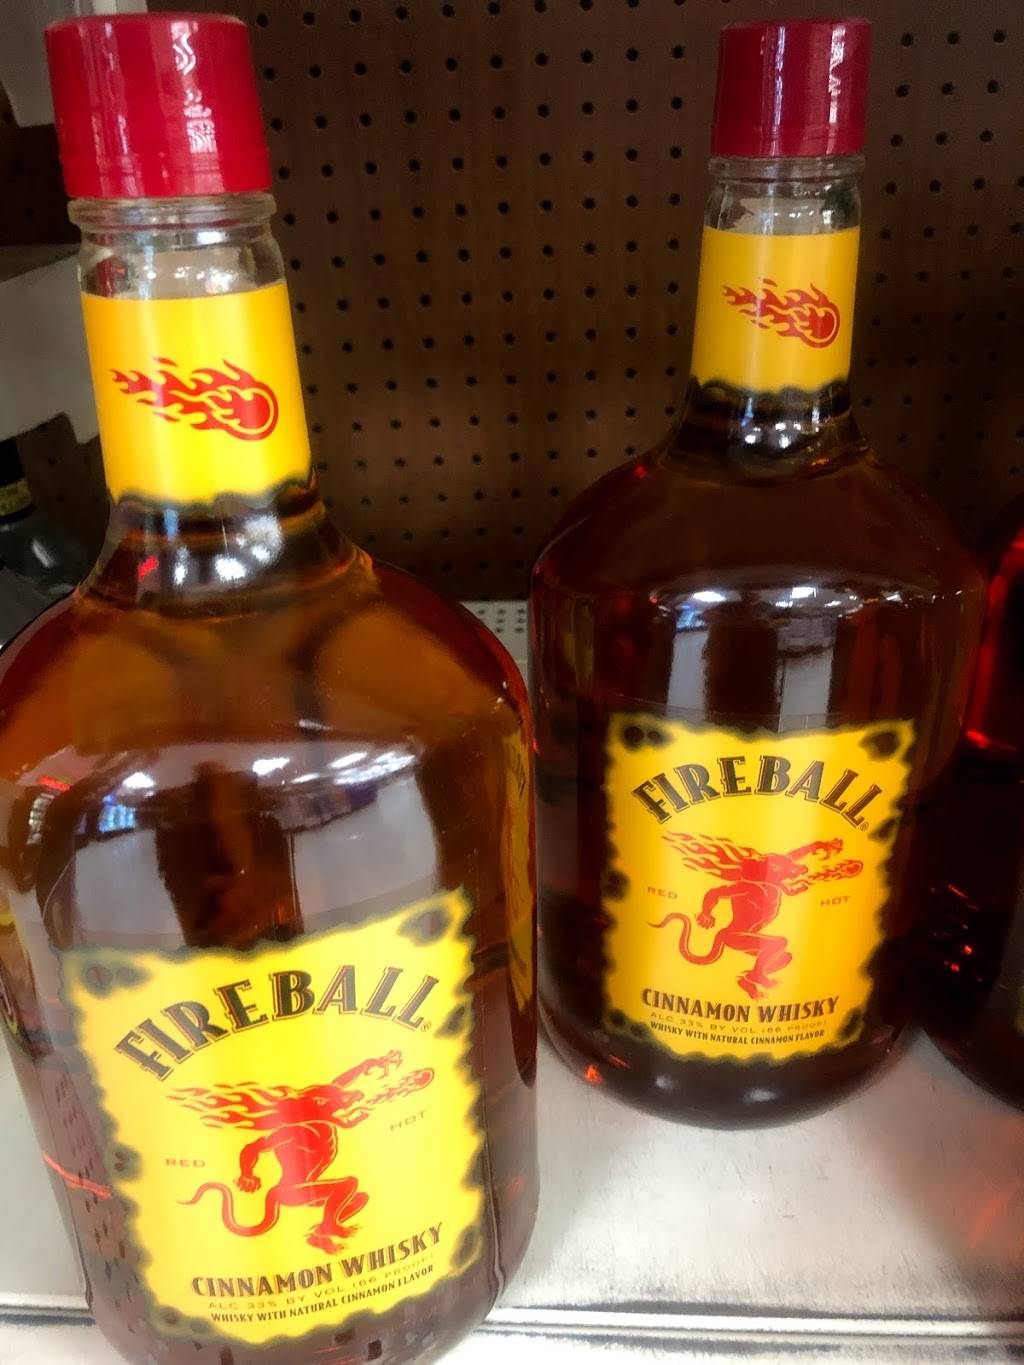 FIREBALL®
RED HOT
CINNAMON WHISKY
ALC 33% BY VOL (66 PROOF)
WHISKY WITH NATURAL CINNAMON FLAVOR
FIREBALL®
RED HOT
CINNAMON WHISKY
ALC 33% BY VOL (66 PROOF)
WHISKY WITH NATURAL CINNAMON FLAVOR